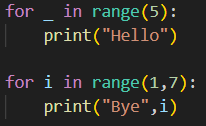 for _ in range(5):
    print("Hello")

for i in range(1,7):
    print("Bye",i)